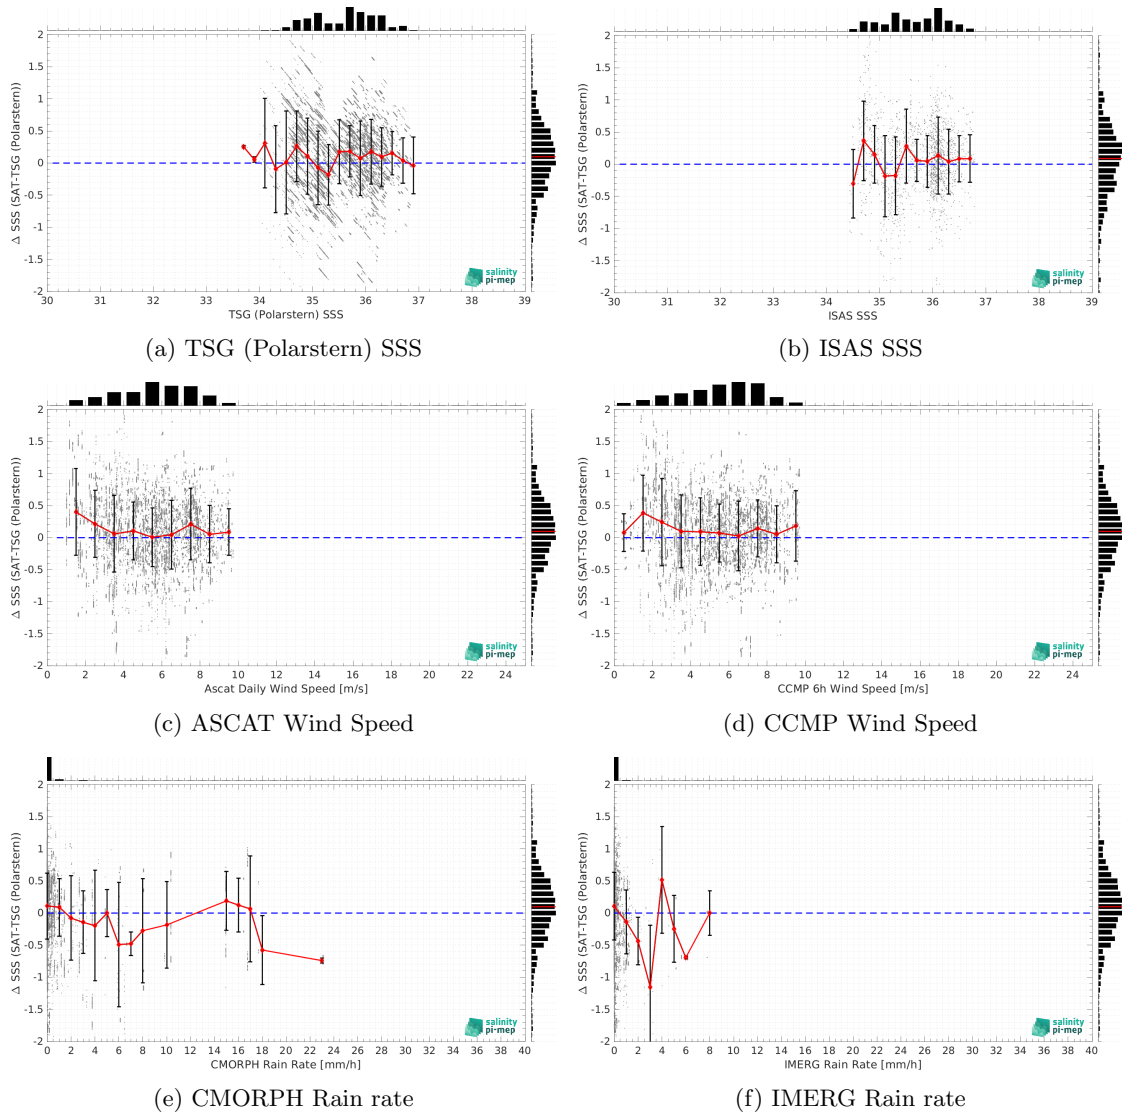 2
1.5
1
0.5
0
-0.5
-1
-1.5
-2
Δ SSS (SAT-TSG (Polarstern))
30 31 32 33 34 35 36 37 38 39
TSG (Polarstern) SSS
salinity
pi-mep
(a) TSG (Polarstern) SSS
2
1.5
1
0.5
0
-0.5
-1
-1.5
-2
Δ SSS (SAT-TSG (Polarstern))
30 31 32 33 34 35 36 37 38 39
ISAS SSS
salinity
pi-mep
(b) ISAS SSS
2
1.5
1
0.5
0
-0.5
-1
-1.5
-2
Δ SSS (SAT-TSG (Polarstern))
0 2 4 6 8 10 12 14 16 18 20 22 24
Ascat Daily Wind Speed [m/s]
salinity
pi-mep
(c) ASCAT Wind Speed
2
1.5
1
0.5
0
-0.5
-1
-1.5
-2
Δ SSS (SAT-TSG (Polarstern))
0 2 4 6 8 10 12 14 16 18 20 22 24
CCMP 6h Wind Speed [m/s]
salinity
pi-mep
(d) CCMP Wind Speed
2
1.5
1
0.5
0
-0.5
-1
-1.5
-2
Δ SSS (SAT-TSG (Polarstern))
0 2 4 6 8 10 12 14 16 18 20 22 24 26 28 30 32 34 36 38 40
CMORPH Rain Rate [mm/h]
salinity
pi-mep
(e) CMORPH Rain rate
2
1.5
1
0.5
0
-0.5
-1
-1.5
-2
Δ SSS (SAT-TSG (Polarstern))
0 2 4 6 8 10 12 14 16 18 20 22 24 26 28 30 32 34 36 38 40
IMERG Rain Rate [mm/h]
salinity
pi-mep
(f) IMERG Rain rate